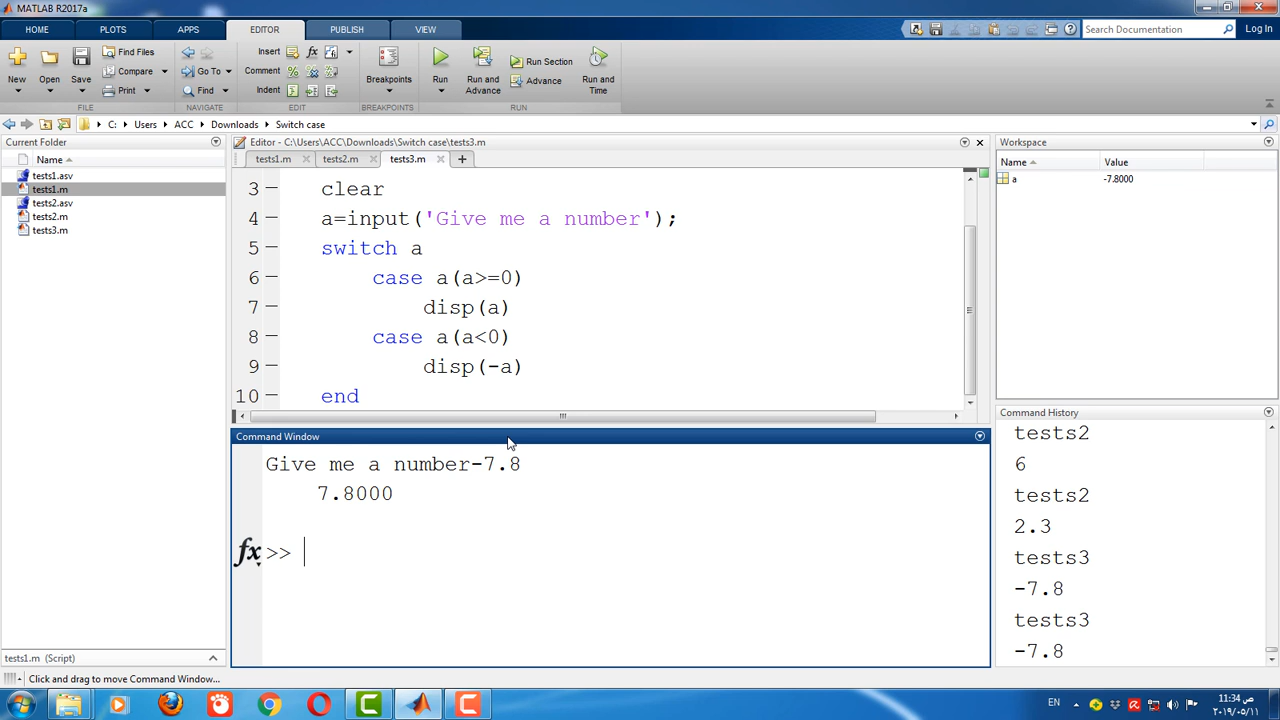 MATLAB R2017a
HOME PLOTS APPS EDITOR PUBLISH VIEW
Search Documentation Log In
New Open Save Find Files Compare Print
Go To Find
Insert fx
Comment
Indent
Breakpoints
Run Run and Advance Run Section Advance Run and Time
FILE NAVIGATE EDIT BREAKPOINTS RUN
C: Users ACC Downloads Switch case
Current Folder
Name
tests1.asv
tests1.m
tests2.asv
tests2.m
tests3.m
tests1.m (Script)
Editor - C:\Users\ACC\Downloads\Switch case\tests3.m
tests1.m tests2.m tests3.m
3 clear
4 a=input('Give me a number');
5 switch a
6 case a(a>=0)
7 disp(a)
8 case a(a<0)
9 disp(-a)
10 end
Command Window
Give me a number-7.8
7.8000
fx >>
Workspace
Name Value
a -7.8000
Command History
tests2
6
tests2
2.3
tests3
-7.8
tests3
-7.8
Click and drag to move Command Window...
EN
11:34 ص
٢٠١٩/٠٥/١١